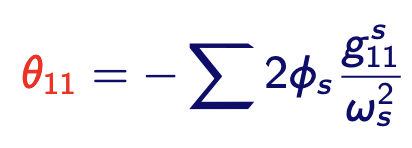 θ₁₁ = − ∑ 2ϕₛ g₁₁ˢ / ωₛ²